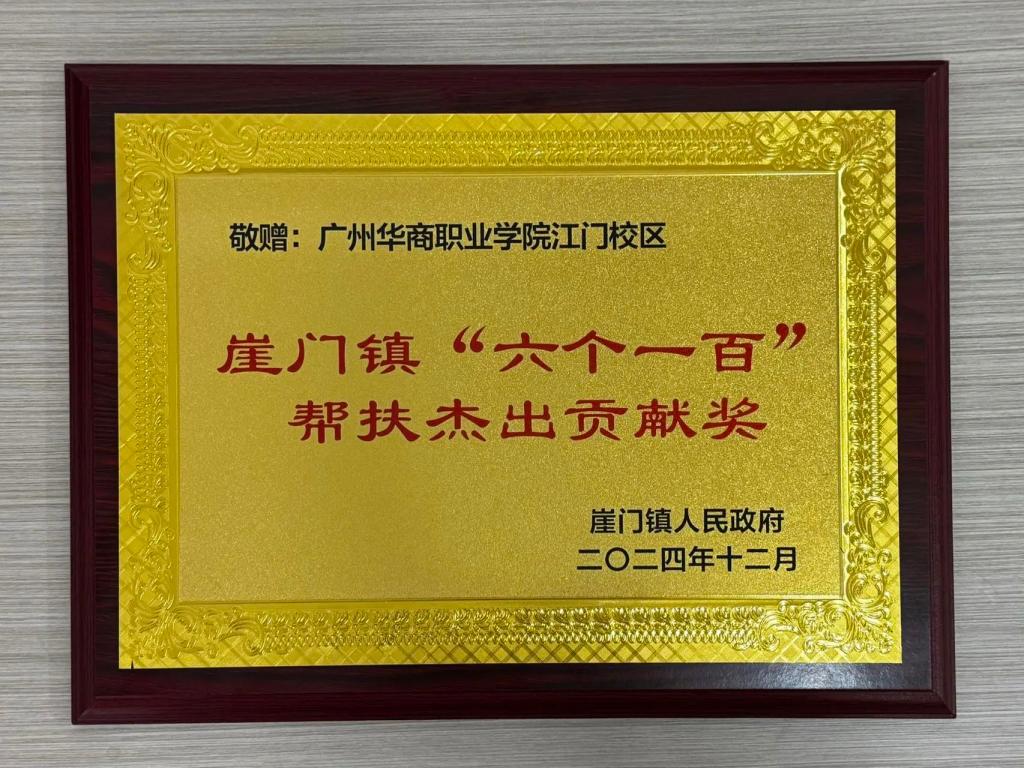 敬赠：广州华商职业学院江门校区
崖门镇“六个一百”
帮扶杰出贡献奖
崖门镇人民政府
二〇二四年十二月